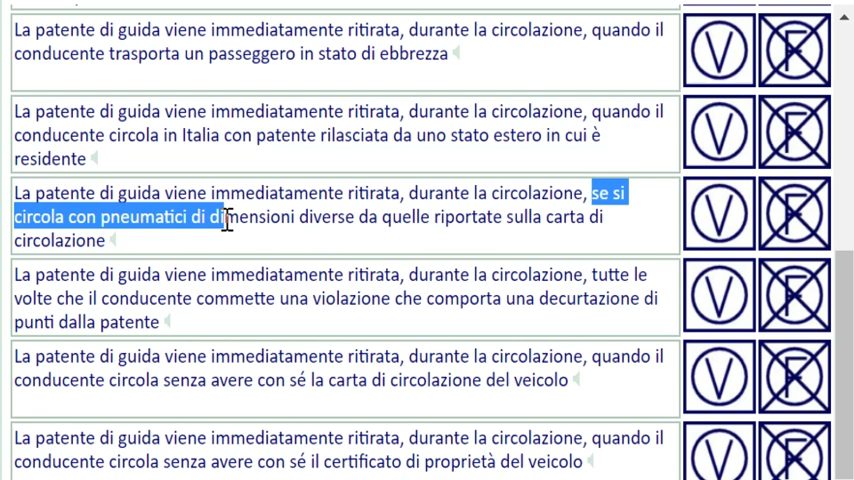 La patente di guida viene immediatamente ritirata, durante la circolazione, quando il
conducente trasporta un passeggero in stato di ebbrezza
V F
La patente di guida viene immediatamente ritirata, durante la circolazione, quando il
conducente circola in Italia con patente rilasciata da uno stato estero in cui è
residente
V F
La patente di guida viene immediatamente ritirata, durante la circolazione, se si
circola con pneumatici di dimensioni diverse da quelle riportate sulla carta di
circolazione
V F
La patente di guida viene immediatamente ritirata, durante la circolazione, tutte le
volte che il conducente commette una violazione che comporta una decurtazione di
punti dalla patente
V F
La patente di guida viene immediatamente ritirata, durante la circolazione, quando il
conducente circola senza avere con sé la carta di circolazione del veicolo
V F
La patente di guida viene immediatamente ritirata, durante la circolazione, quando il
conducente circola senza avere con sé il certificato di proprietà del veicolo
V F